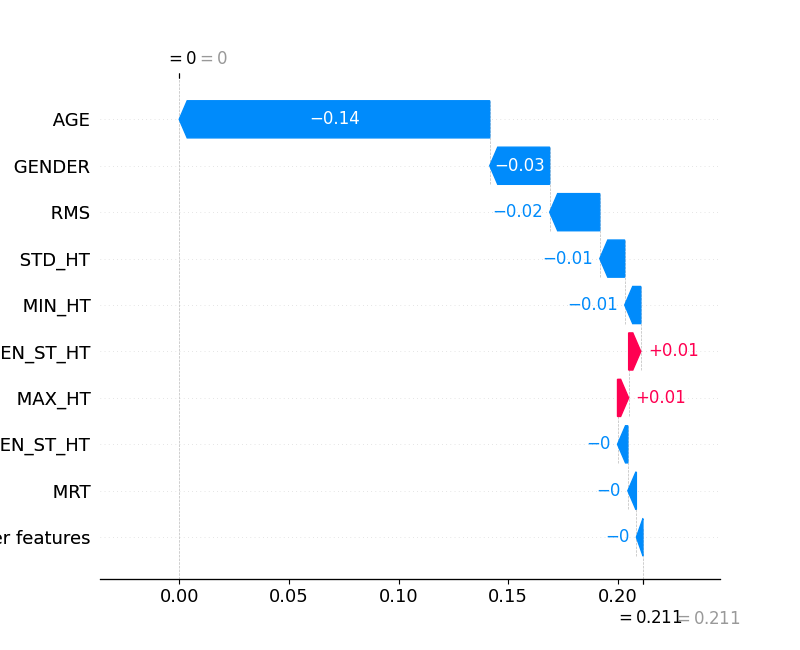 = 0 = 0
AGE −0.14
GENDER −0.03
RMS −0.02
STD_HT −0.01
MIN_HT −0.01
EN_ST_HT +0.01
MAX_HT +0.01
EN_ST_HT −0
MRT −0
er features −0
0.00 0.05 0.10 0.15 0.20
= 0.211 = 0.211